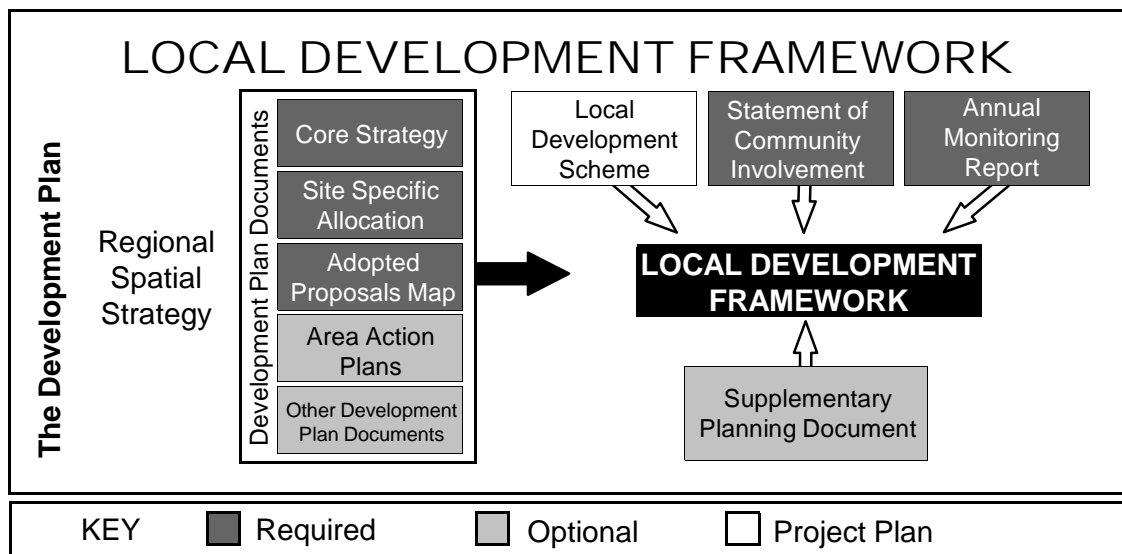 LOCAL DEVELOPMENT FRAMEWORK
The Development Plan
Regional
Spatial
Strategy
Development Plan Documents
Core Strategy
Site Specific
Allocation
Adopted
Proposals Map
Area Action
Plans
Other Development
Plan Documents
Local
Development
Scheme
Statement of
Community
Involvement
Annual
Monitoring
Report
LOCAL DEVELOPMENT
FRAMEWORK
Supplementary
Planning Document
KEY
Required
Optional
Project Plan